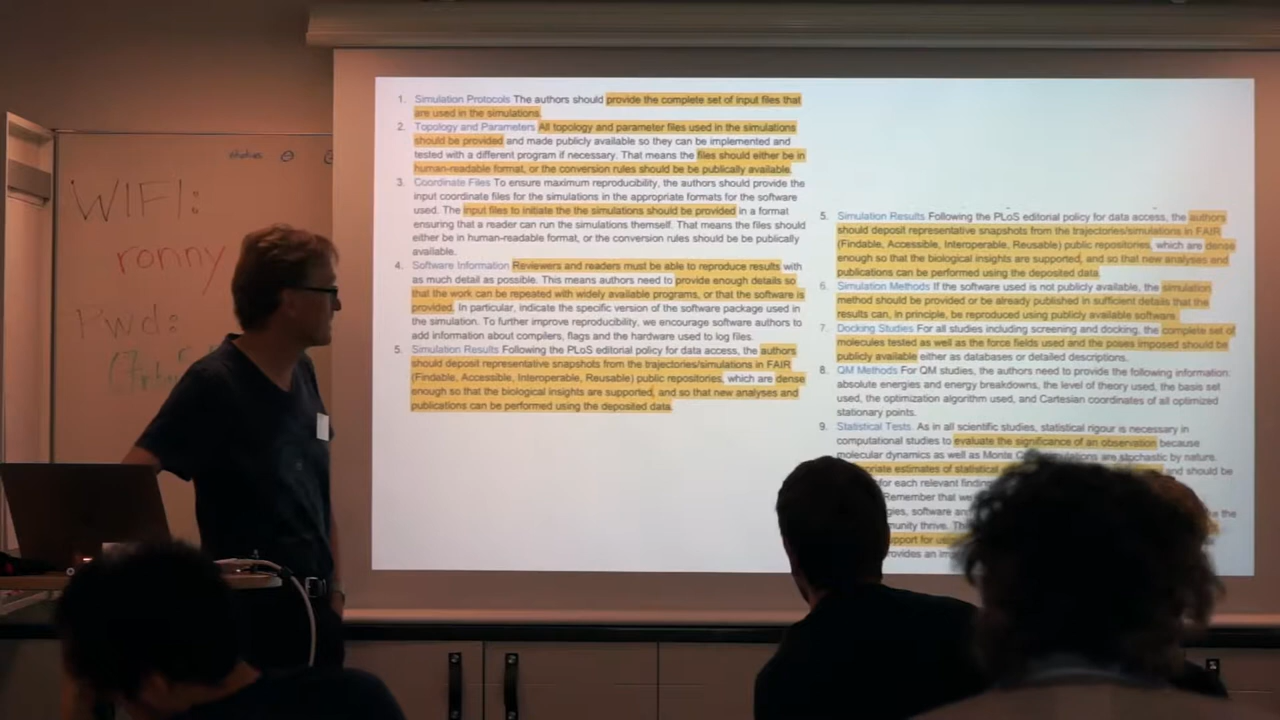 WIFI:
ronny
Pwd:
1. Simulation Protocols The authors should provide the complete set of input files that
are used in the simulations.
2. Topology and Parameters All topology and parameter files used in the simulations
should be provided and made publicly available so they can be implemented and
tested with a different program if necessary. That means the files should either be in
human-readable format, or the conversion rules should be be publically available.
3. Coordinate Files To ensure maximum reproducibility, the authors should provide the
input coordinate files for the simulations in the appropriate formats for the software
used. The input files to initiate the the simulations should be provided in a format
ensuring that a reader can run the simulations themself. That means the files should
either be in human-readable format, or the conversion rules should be be publically
available.
4. Software Information Reviewers and readers must be able to reproduce results with
as much detail as possible. This means authors need to provide enough details so
that the work can be repeated with widely available programs, or that the software is
provided. In particular, indicate the specific version of the software package used in
the simulation. To further improve reproducibility, we encourage software authors to
add information about compilers, flags and the hardware used to log files.
5. Simulation Results Following the PLoS editorial policy for data access, the authors
should deposit representative snapshots from the trajectories/simulations in FAIR
(Findable, Accessible, Interoperable, Reusable) public repositories, which are dense
enough so that the biological insights are supported, and so that new analyses and
publications can be performed using the deposited data.
5. Simulation Results Following the PLoS editorial policy for data access, the authors
should deposit representative snapshots from the trajectories/simulations in FAIR
(Findable, Accessible, Interoperable, Reusable) public repositories, which are dense
enough so that the biological insights are supported, and so that new analyses and
publications can be performed using the deposited data.
6. Simulation Methods If the software used is not publicly available, the simulation
method should be provided or be already published in sufficient details that the
results can, in principle, be reproduced using publicly available software.
7. Docking Studies For all studies including screening and docking, the complete set of
molecules tested as well as the force fields used and the poses imposed should be
publicly available either as databases or detailed descriptions.
8. QM Methods For QM studies, the authors need to provide the following information:
absolute energies and energy breakdowns, the level of theory used, the basis set
used, the optimization algorithm used, and Cartesian coordinates of all optimized
stationary points.
9. Statistical Tests. As in all scientific studies, statistical rigour is necessary in
computational studies to evaluate the significance of an observation because
molecular dynamics as well as Monte are stochastic by nature.
estimates of statistical and should be
for each relevant
Remember that
software
the
support for
provides an